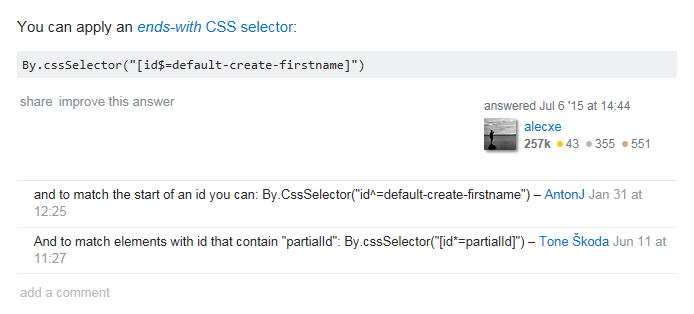 You can apply an ends-with CSS selector:
By.cssSelector("[id$=default-create-firstname]")
share improve this answer
answered Jul 6 '15 at 14:44
alecxe
257k ● 43 ● 355 ● 551
and to match the start of an id you can: By.CssSelector("id^=default-create-firstname") – AntonJ Jan 31 at
12:25
And to match elements with id that contain "partialId": By.cssSelector("[id*=partialId]") – Tone Škoda Jun 11 at
11:27
add a comment